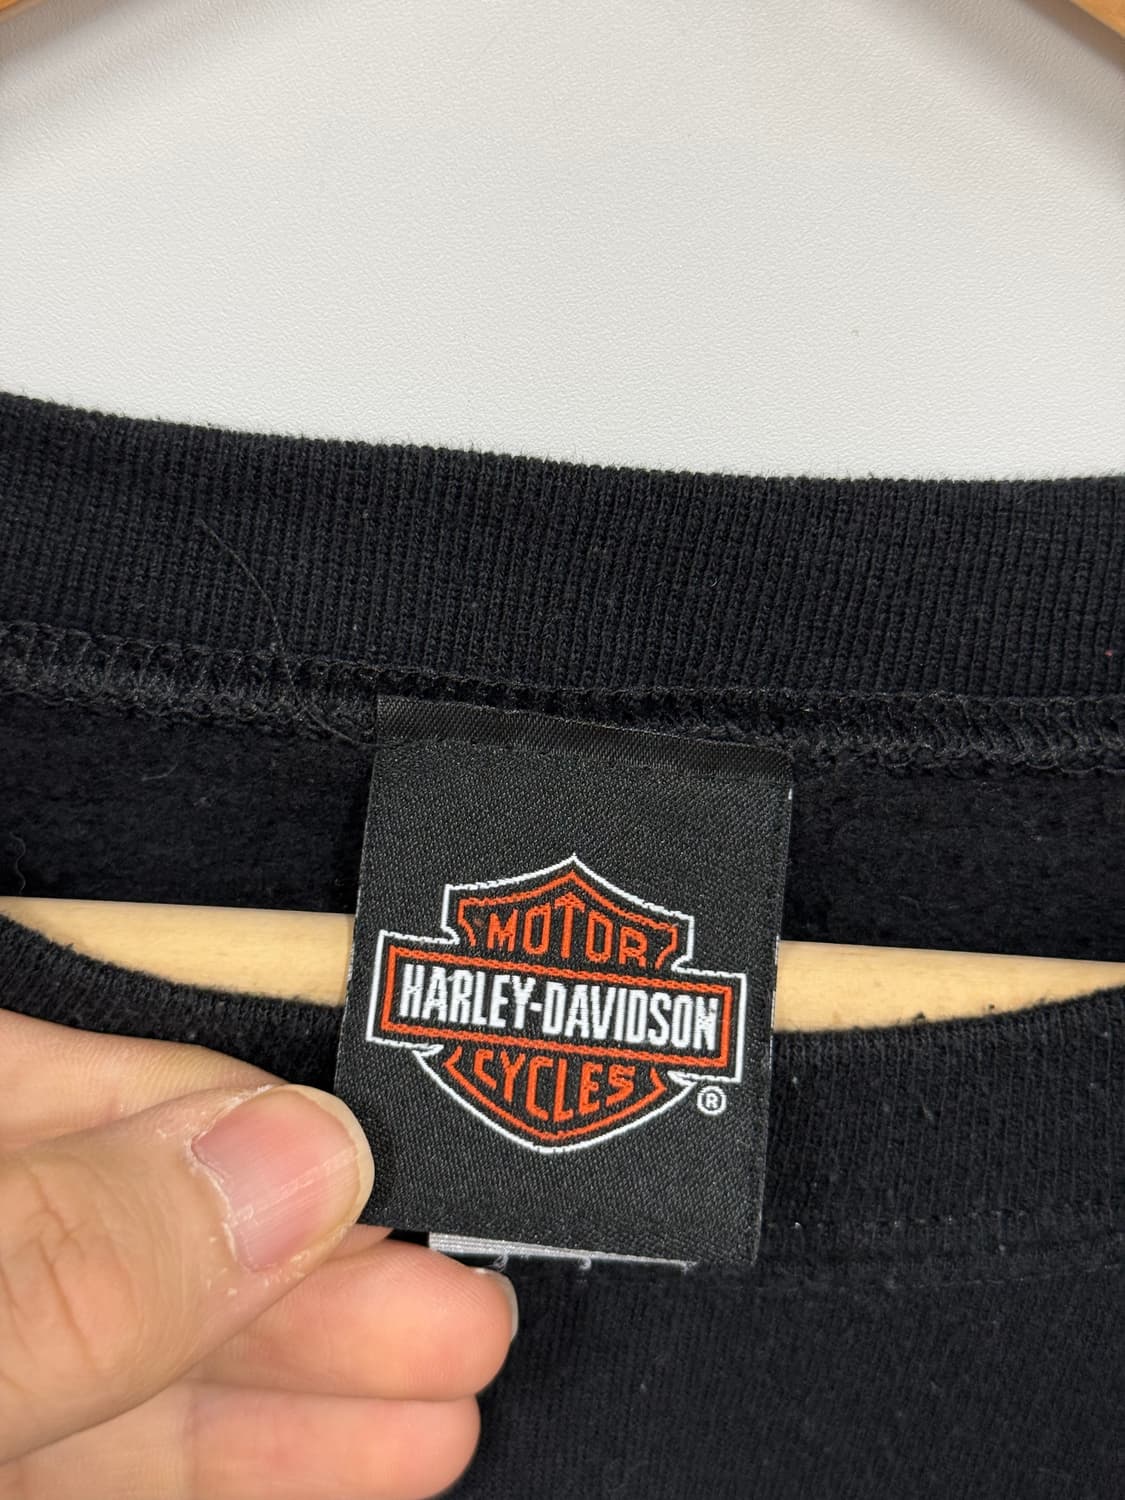 MOTOR
HARLEY-DAVIDSON
CYCLES
®